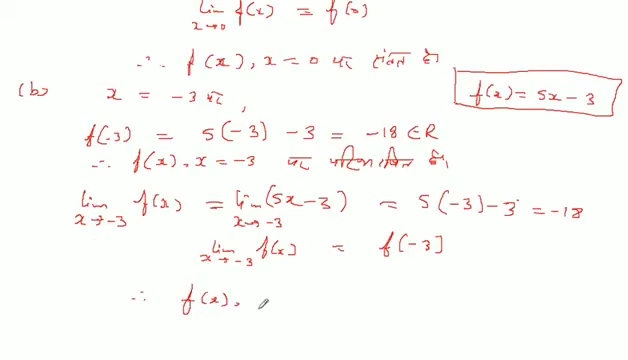 lim f(x) = f(0)
x→0
∴ f(x), x = 0 पर संतत है।
(b) x = -3 पर,
f(x) = 5x - 3
f(-3) = 5(-3) - 3 = -18 ∈ R
∴ f(x), x = -3 पर परिभाषित है।
lim f(x) = lim (5x-3) = 5(-3)-3 = -18
x→-3 x→-3
lim f(x) = f(-3)
x→-3
∴ f(x),